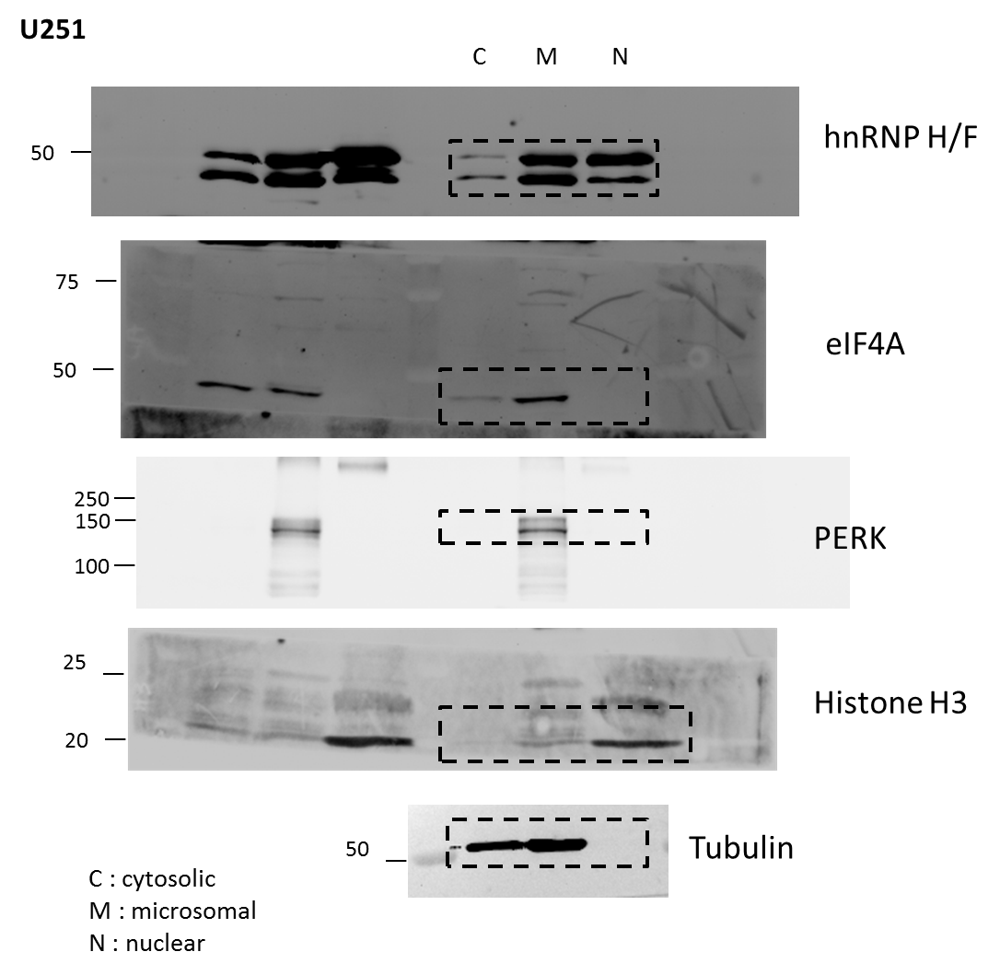 U251
C M N
50
hnRNP H/F
75
50
eIF4A
250
150
100
PERK
25
20
Histone H3
50
Tubulin
C : cytosolic
M : microsomal
N : nuclear